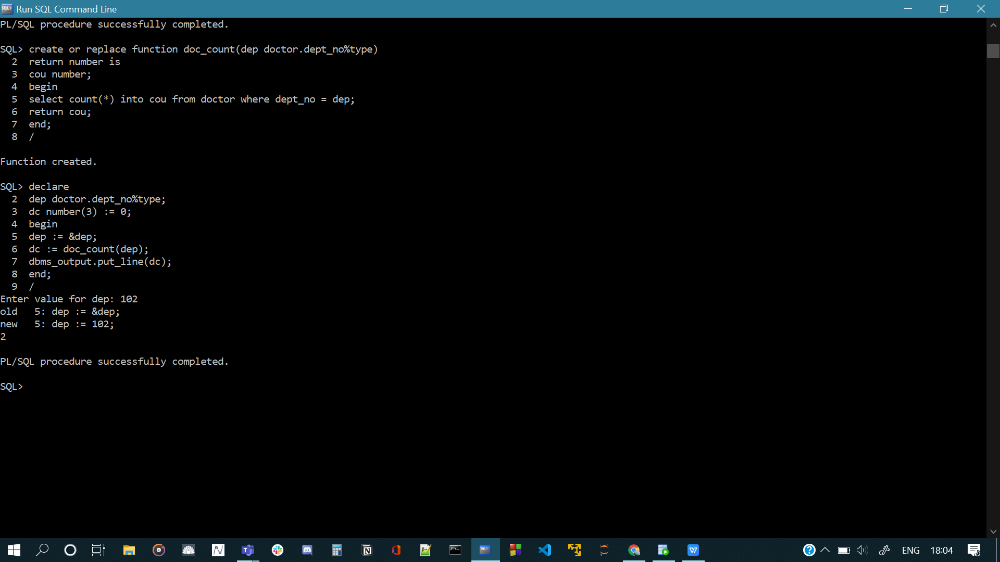 Run SQL Command Line
PL/SQL procedure successfully completed.
SQL> create or replace function doc_count(dep doctor.dept_no%type)
2 return number is
3 cou number;
4 begin
5 select count(*) into cou from doctor where dept_no = dep;
6 return cou;
7 end;
8 /
Function created.
SQL> declare
2 dep doctor.dept_no%type;
3 dc number(3) := 0;
4 begin
5 dep := &dep;
6 dc := doc_count(dep);
7 dbms_output.put_line(dc);
8 end;
9 /
Enter value for dep: 102
old 5: dep := &dep;
new 5: dep := 102;
2
PL/SQL procedure successfully completed.
SQL>
ENG 18:04